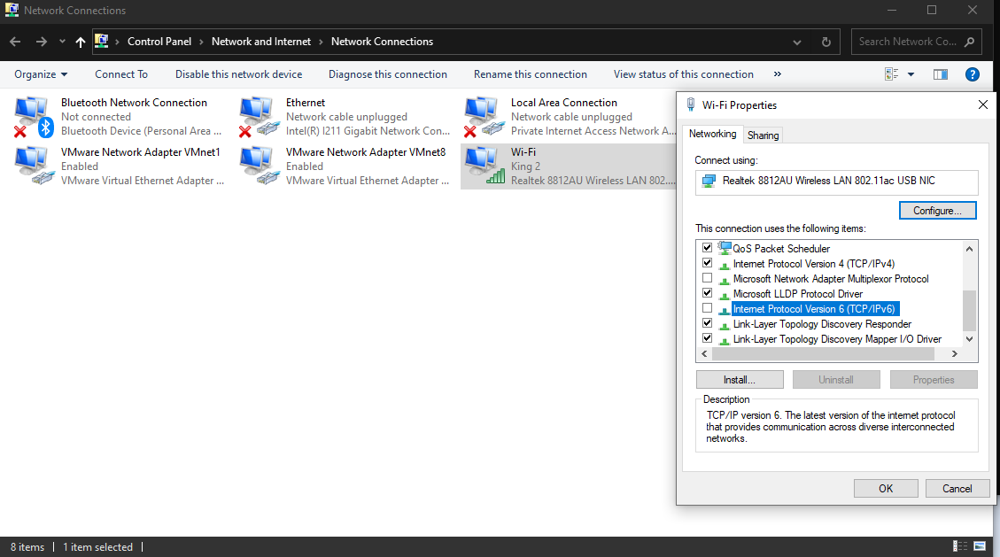 Network Connections
Control Panel > Network and Internet > Network Connections
Search Network Co...
Organize
Connect To
Disable this network device
Diagnose this connection
Rename this connection
View status of this connection
»
Bluetooth Network Connection
Not connected
Bluetooth Device (Personal Area ...
Ethernet
Network cable unplugged
Intel(R) I211 Gigabit Network Con...
Local Area Connection
Network cable unplugged
Private Internet Access Network A...
VMware Network Adapter VMnet1
Enabled
VMware Virtual Ethernet Adapter ...
VMware Network Adapter VMnet8
Enabled
VMware Virtual Ethernet Adapter ...
Wi-Fi
King 2
Realtek 8812AU Wireless LAN 802....
Wi-Fi Properties
Networking
Sharing
Connect using:
Realtek 8812AU Wireless LAN 802.11ac USB NIC
Configure...
This connection uses the following items:
QoS Packet Scheduler
Internet Protocol Version 4 (TCP/IPv4)
Microsoft Network Adapter Multiplexor Protocol
Microsoft LLDP Protocol Driver
Internet Protocol Version 6 (TCP/IPv6)
Link-Layer Topology Discovery Responder
Link-Layer Topology Discovery Mapper I/O Driver
Install...
Uninstall
Properties
Description
TCP/IP version 6. The latest version of the internet protocol
that provides communication across diverse interconnected
networks.
OK
Cancel
8 items
1 item selected